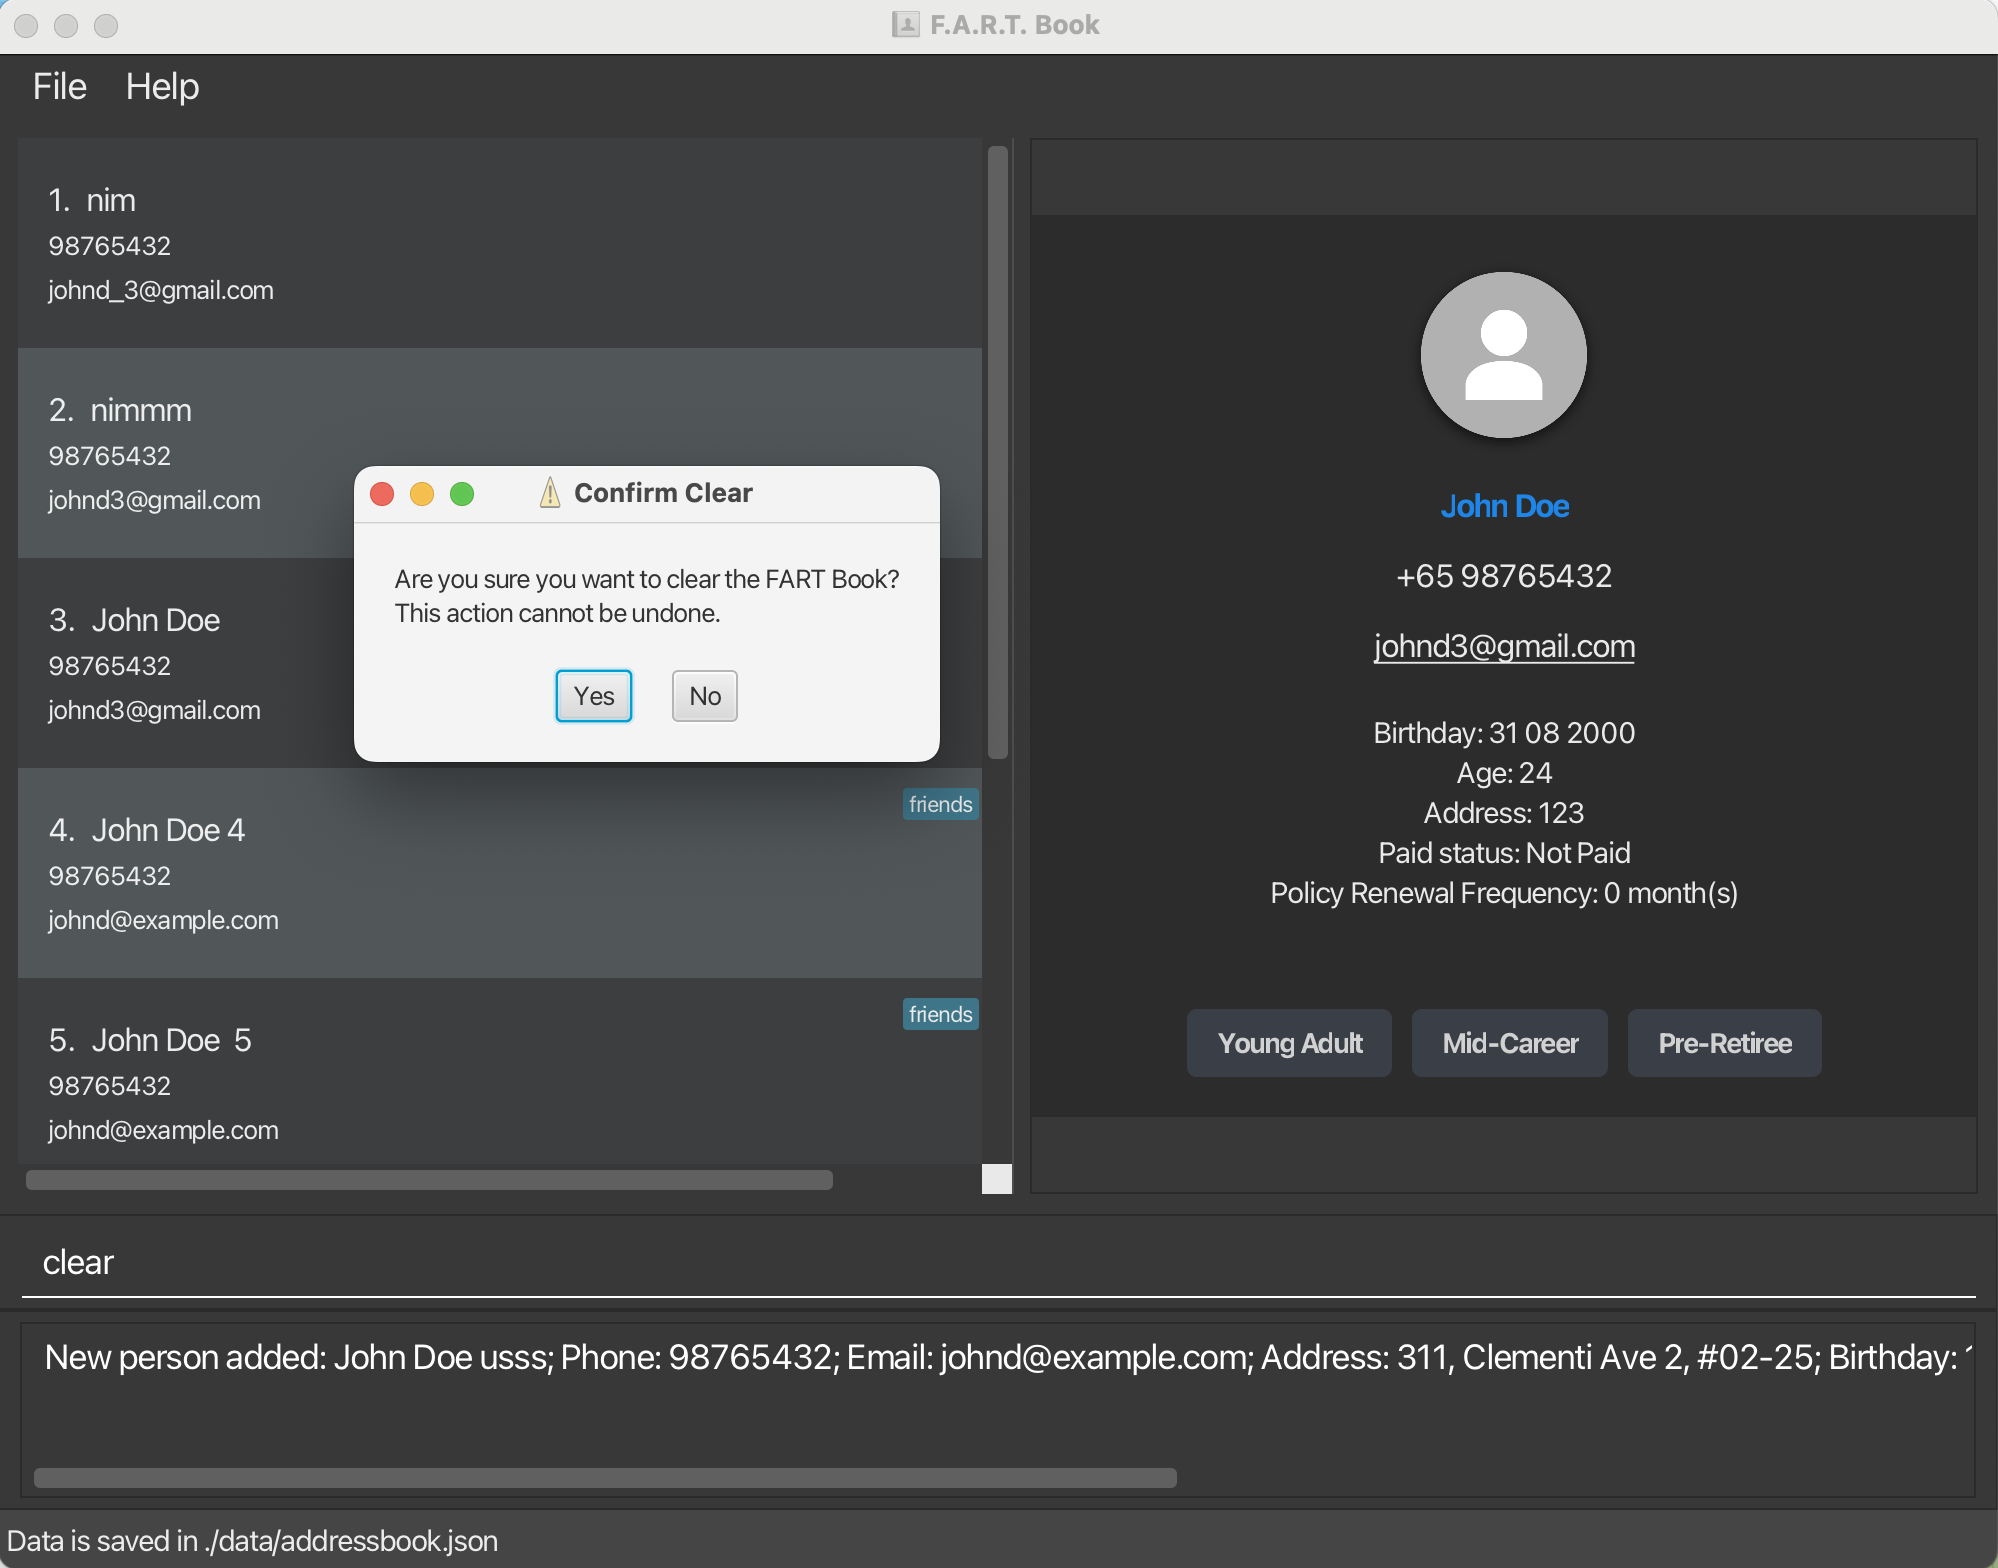 F.A.R.T. Book
File Help
1. nim
98765432
johnd_3@gmail.com
2. nimmm
98765432
johnd3@gmail.com
3. John Doe
98765432
johnd3@gmail.com
friends
4. John Doe 4
98765432
johnd@example.com
friends
5. John Doe 5
98765432
johnd@example.com
Confirm Clear
Are you sure you want to clear the FART Book?
This action cannot be undone.
Yes No
John Doe
+65 98765432
johnd3@gmail.com
Birthday: 31 08 2000
Age: 24
Address: 123
Paid status: Not Paid
Policy Renewal Frequency: 0 month(s)
Young Adult Mid-Career Pre-Retiree
clear
New person added: John Doe usss; Phone: 98765432; Email: johnd@example.com; Address: 311, Clementi Ave 2, #02-25; Birthday:
Data is saved in ./data/addressbook.json